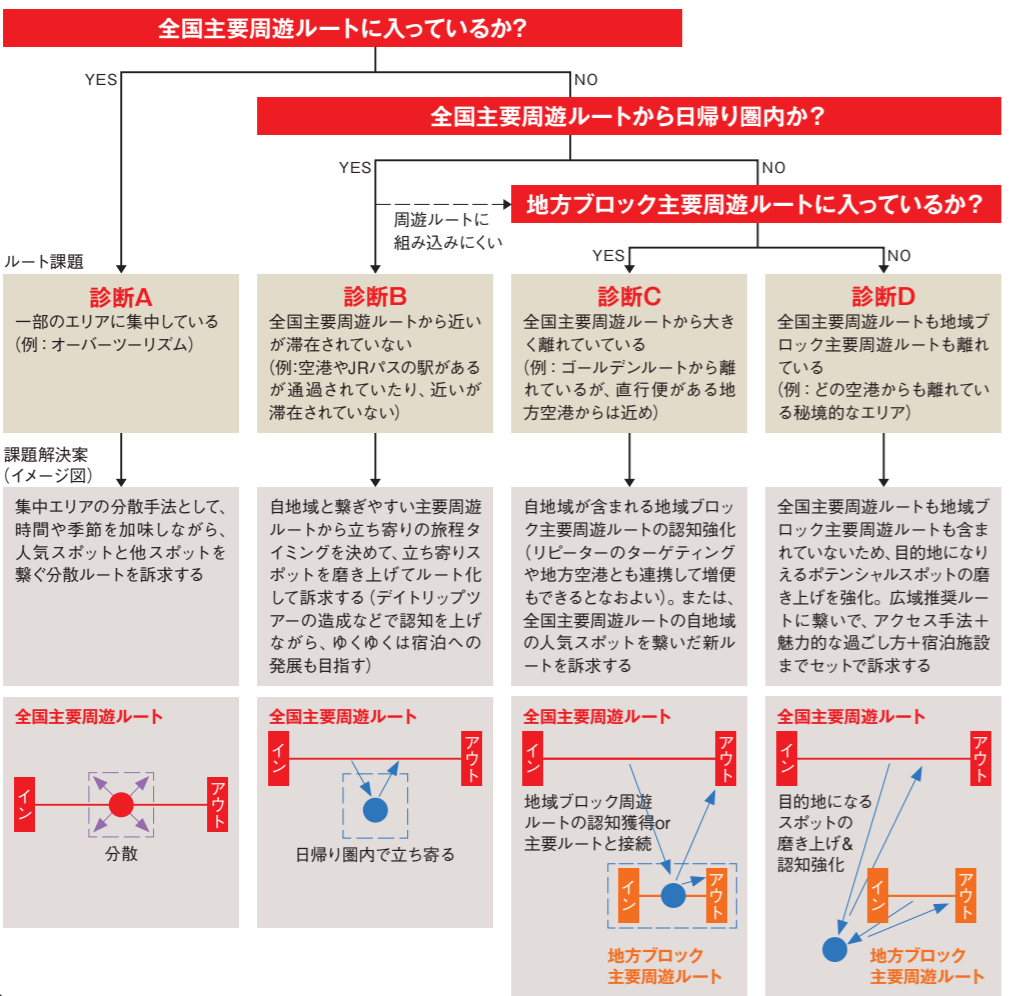 全国主要周遊ルートに入っているか?
YES
NO
全国主要周遊ルートから日帰り圏内か?
YES
NO
周遊ルートに
組み込みにくい
地方ブロック主要周遊ルートに入っているか?
YES
NO
ルート課題
診断A
一部のエリアに集中している
(例:オーバーツーリズム)
診断B
全国主要周遊ルートから近い
が滞在されていない
(例:空港やJRパスの駅がある
が通過されていたり、近いが
滞在されていない)
診断C
全国主要周遊ルートから大き
く離れていている
(例:ゴールデンルートから離
れているが、直行便がある地
方空港からは近め)
診断D
全国主要周遊ルートも地域ブ
ロック主要周遊ルートも離れ
ている
(例:どの空港からも離れてい
る秘境的なエリア)
課題解決案
(イメージ図)
集中エリアの分散手法として、
時間や季節を加味しながら、
人気スポットと他スポットを
繋ぐ分散ルートを訴求する
自地域と繋ぎやすい主要周遊
ルートから立ち寄りの旅程タ
イミングを決めて、立ち寄りス
ポットを磨き上げてルート化
して訴求する(デイトリップツ
アーの造成などで認知を上げ
ながら、ゆくゆくは宿泊への
発展も目指す)
自地域が含まれる地域ブロッ
ク主要周遊ルートの認知強化
(リピーターのターゲティング
や地方空港とも連携して増便
もできるとなおよい)。または、
全国主要周遊ルートの自地域
の人気スポットを繋いだ新ル
ートを訴求する
全国主要周遊ルートも地域ブ
ロック主要周遊ルートも含ま
れていないため、目的地になり
えるポテンシャルスポットの磨
き上げを強化。広域推奨ルー
トに繋いで、アクセス手法+
魅力的な過ごし方+宿泊施設
までセットで訴求する
全国主要周遊ルート
イン
アウト
分散
全国主要周遊ルート
イン
アウト
日帰り圏内で立ち寄る
全国主要周遊ルート
イン
アウト
地域ブロック周遊
ルートの認知獲得or
主要ルートと接続
イン
アウト
地方ブロック
主要周遊ルート
全国主要周遊ルート
イン
アウト
目的地になる
スポットの
磨き上げ&
認知強化
イン
アウト
地方ブロック
主要周遊ルート